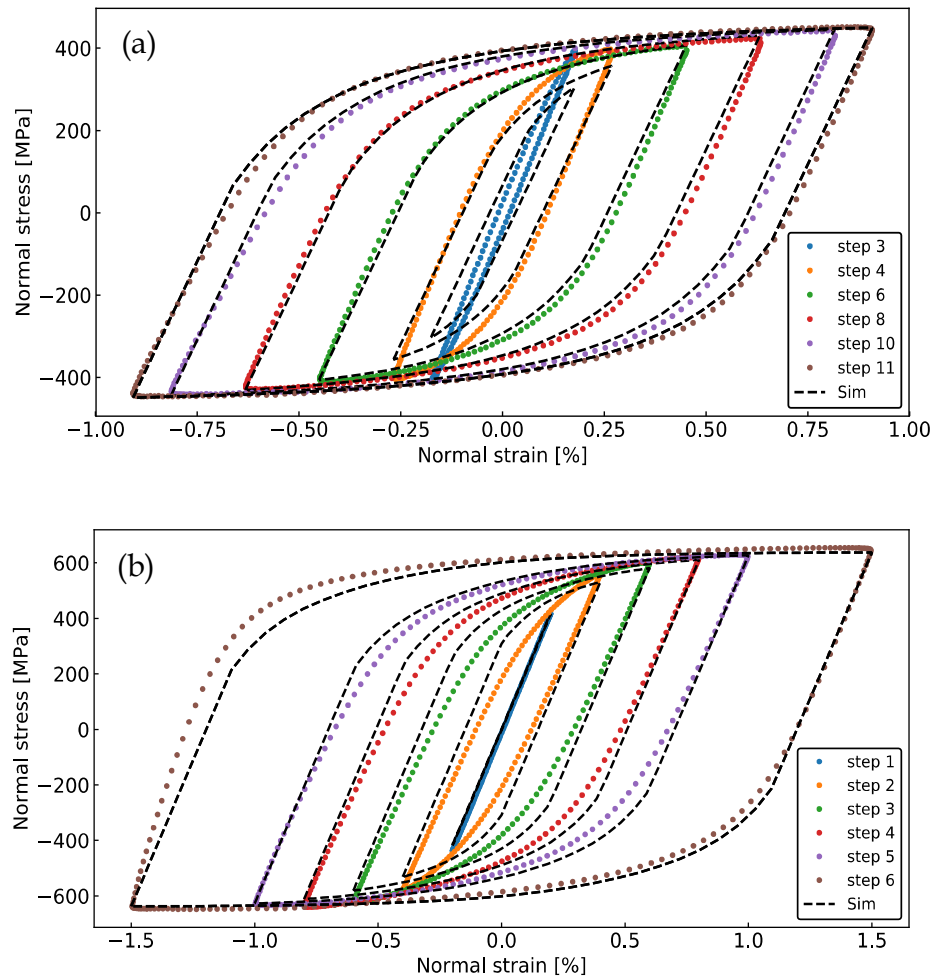 (a)
Normal stress [MPa]
400
200
0
−200
−400
−1.00 −0.75 −0.50 −0.25 0.00 0.25 0.50 0.75 1.00
Normal strain [%]
step 3
step 4
step 6
step 8
step 10
step 11
Sim
(b)
Normal stress [MPa]
600
400
200
0
−200
−400
−600
−1.5 −1.0 −0.5 0.0 0.5 1.0 1.5
Normal strain [%]
step 1
step 2
step 3
step 4
step 5
step 6
Sim